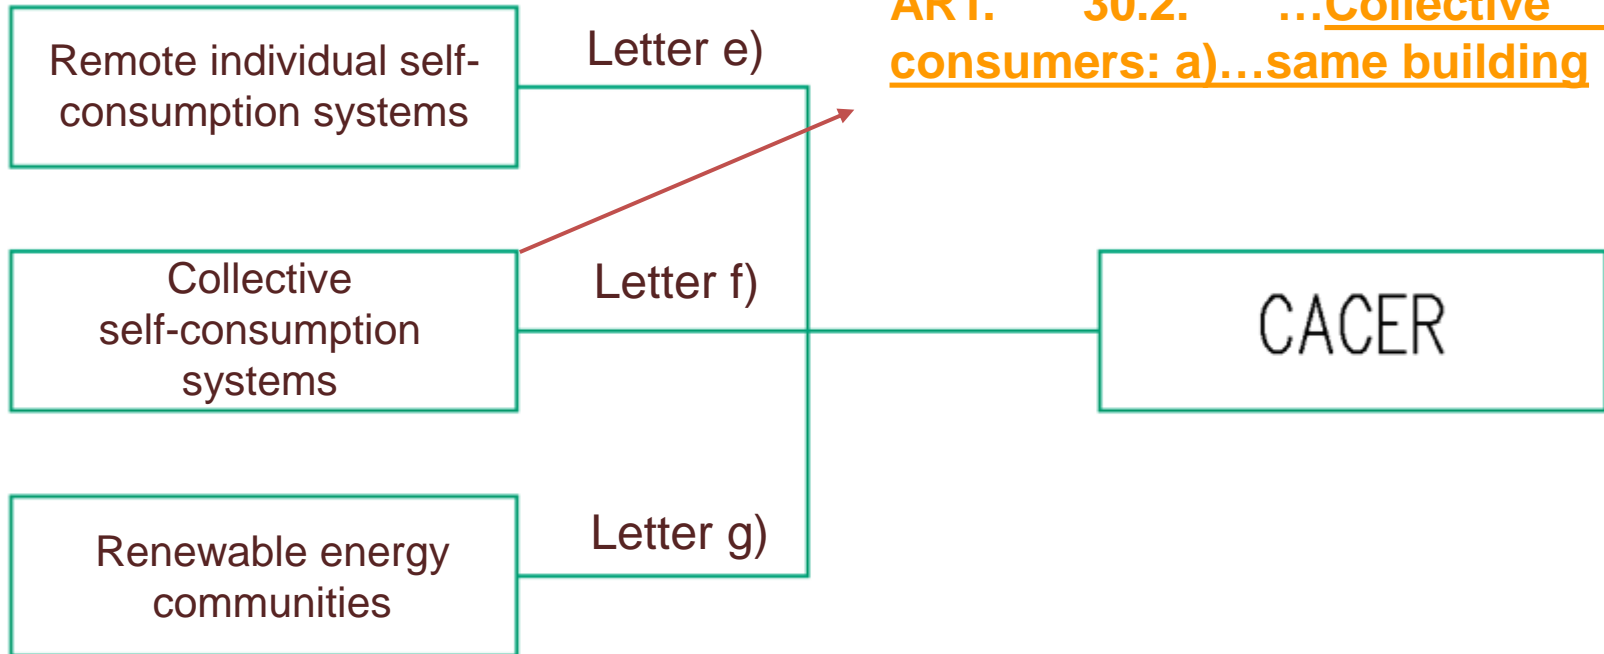 ART. 30.2. …Collective
consumers: a)…same building
Remote individual self-
consumption systems
Letter e)
Collective
self-consumption
systems
Letter f)
CACER
Renewable energy
communities
Letter g)